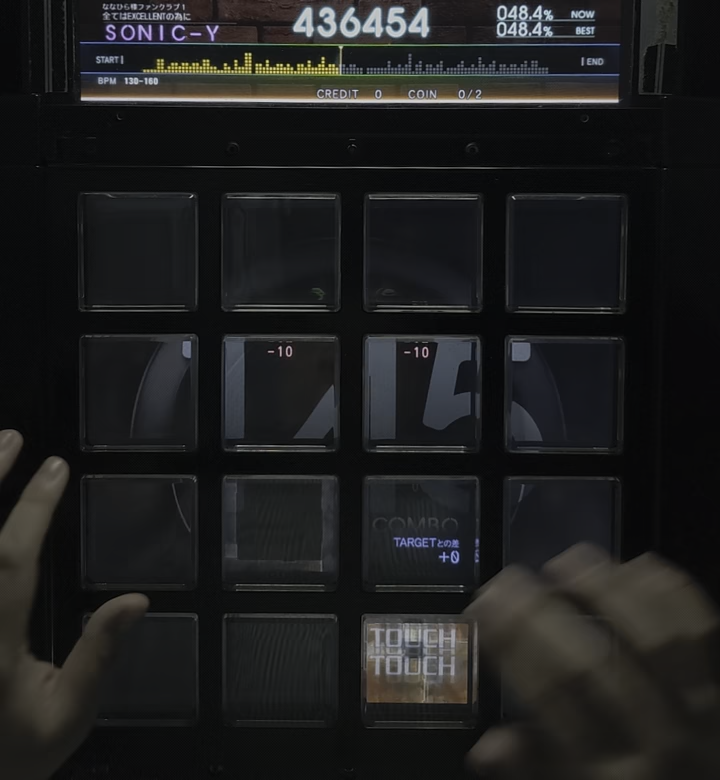 ななひら様ファンクラブ1
全てはEXCELLENTの為に
SONIC-Y
436454
048.4% NOW
048.4% BEST
START
END
BPM 130-160
CREDIT 0 COIN 0/2
-10
-10
COMBO
TARGETとの差
+0
TOUCH
TOUCH